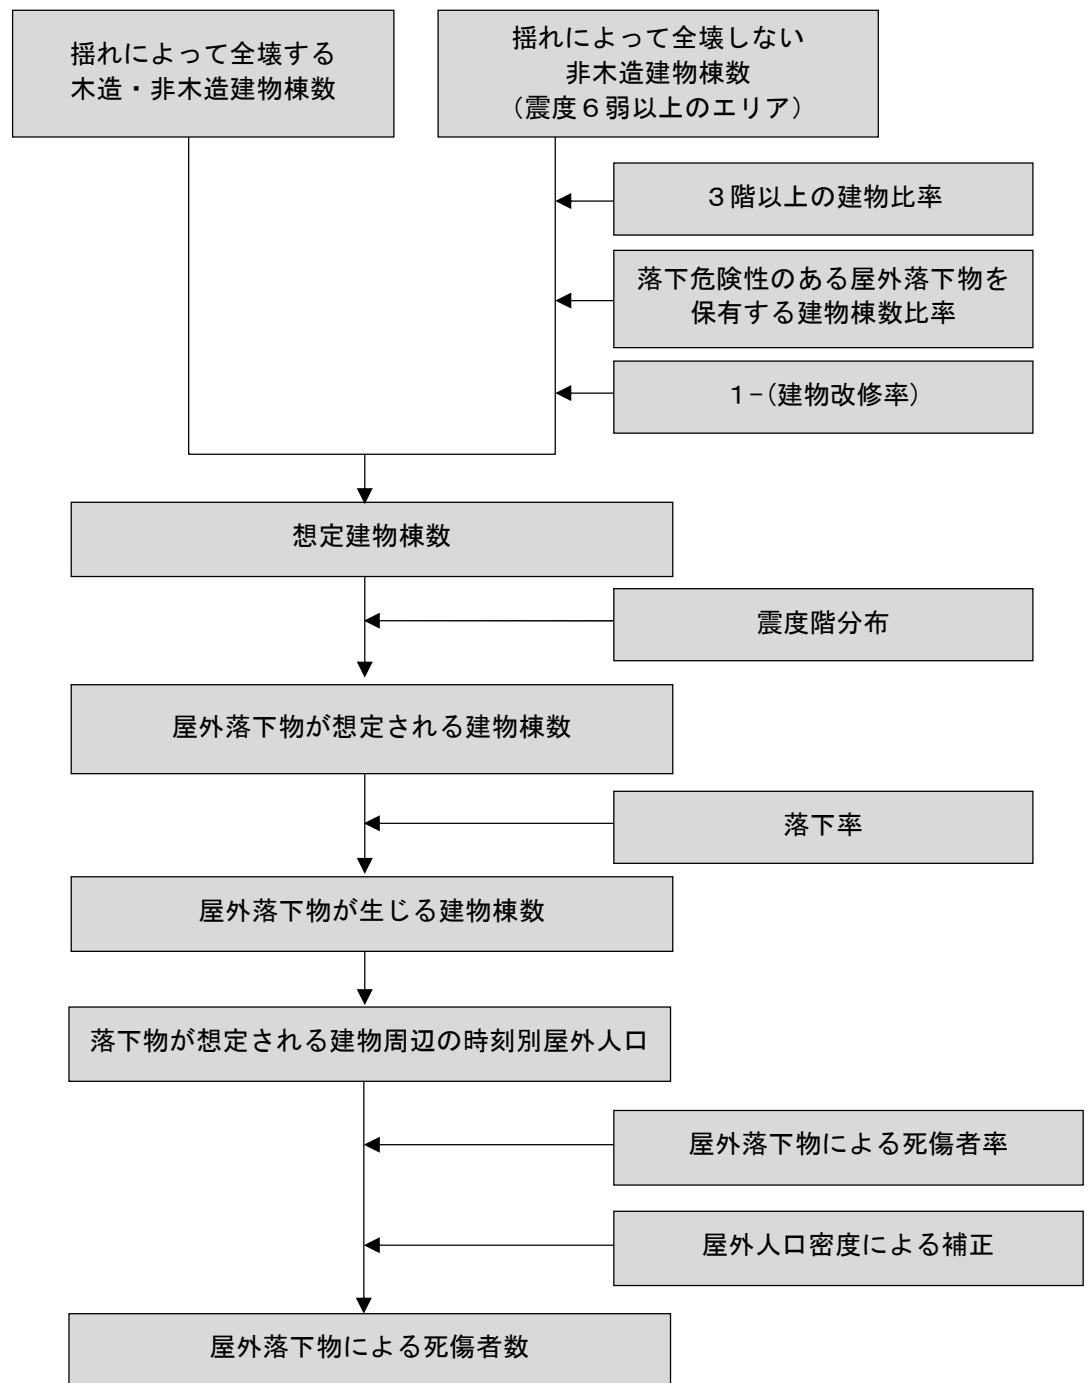 揺れによって全壊する
木造・非木造建物棟数
揺れによって全壊しない
非木造建物棟数
（震度６弱以上のエリア）
３階以上の建物比率
落下危険性のある屋外落下物を
保有する建物棟数比率
１−(建物改修率)
想定建物棟数
震度階分布
屋外落下物が想定される建物棟数
落下率
屋外落下物が生じる建物棟数
落下物が想定される建物周辺の時刻別屋外人口
屋外落下物による死傷者率
屋外人口密度による補正
屋外落下物による死傷者数